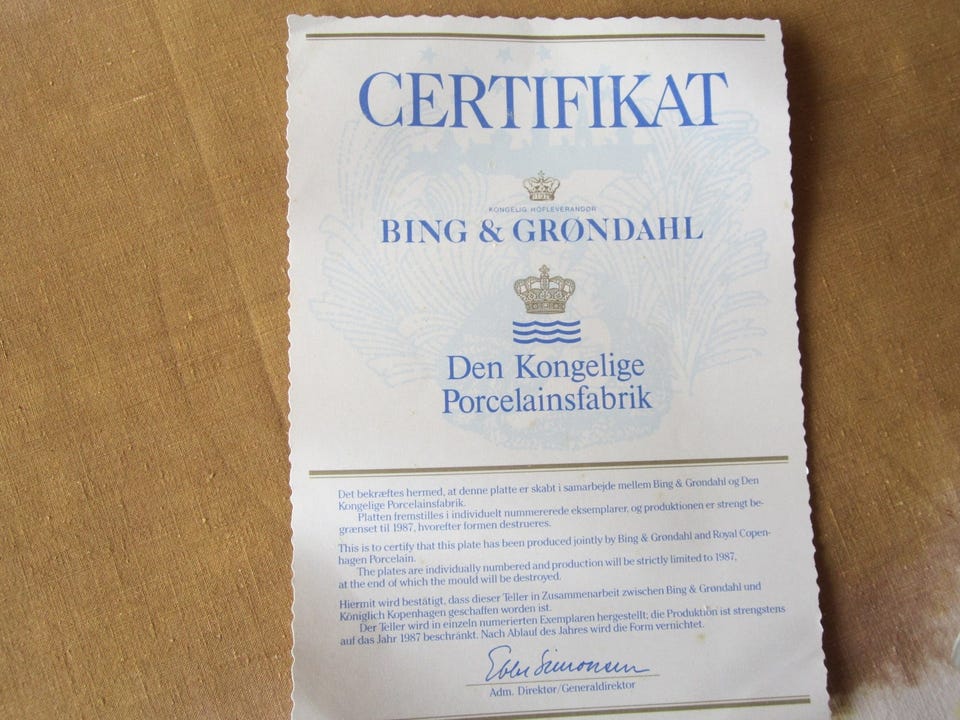 CERTIFIKAT
KONGELIG HOFLEVERANDØR
BING & GRØNDAHL
Den Kongelige
Porcelainsfabrik
Det bekræftes hermed, at denne platte er skabt i samarbejde mellem Bing & Grøndahl og Den
Kongelige Porcelainsfabrik.
Platten fremstilles i individuelt nummererede eksemplarer, og produktionen er strengt be-
grænset til 1987, hvorefter formen destrueres.
This is to certify that this plate has been produced jointly by Bing & Grøndahl and Royal Copen-
hagen Porcelain.
The plates are individually numbered and production will be strictly limited to 1987,
at the end of which the mould will be destroyed.
Hiermit wird bestätigt, dass dieser Teller in Zusammenarbeit zwischen Bing & Grøndahl und
Königlich Kopenhagen geschaffen worden ist.
Der Teller wird in einzeln numerierten Exemplaren hergestellt; die Produktion ist strengstens
auf das Jahr 1987 beschränkt. Nach Ablauf des Jahres wird die Form vernichtet.
Ebbe Simonsen
Adm. Direktør/Generaldirektor